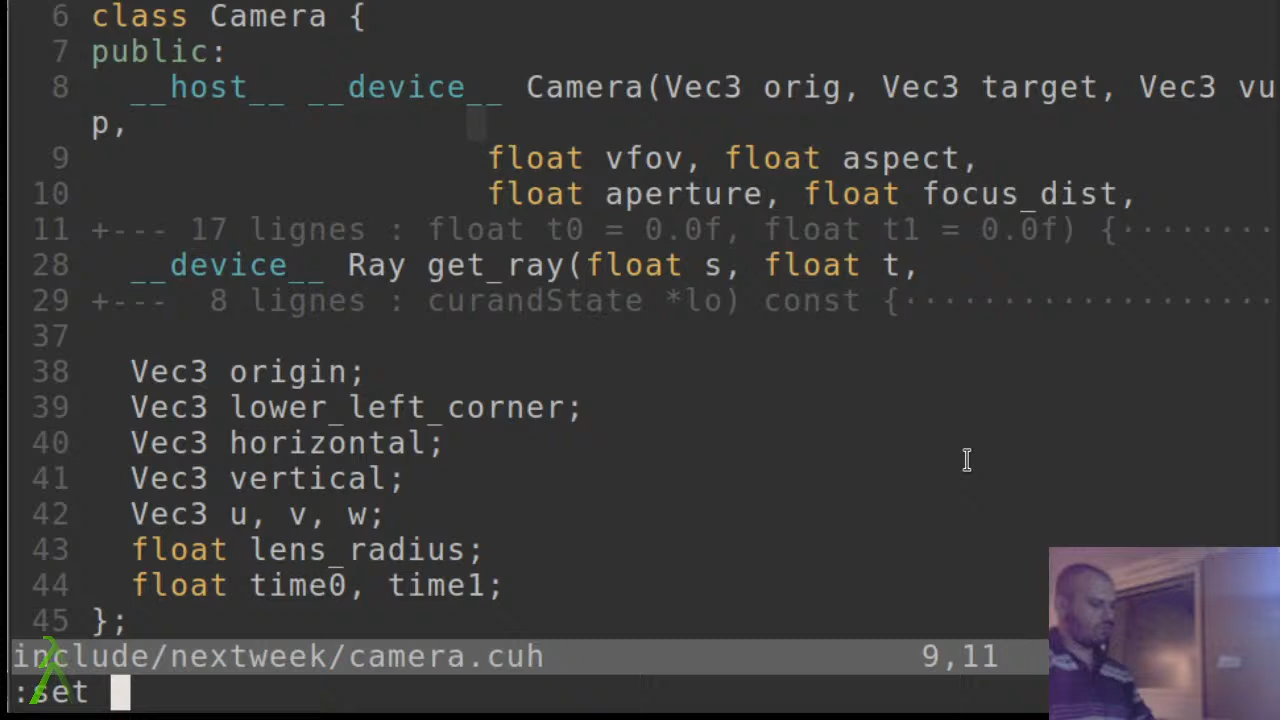 6 class Camera {
7 public:
8 __host__ __device__ Camera(Vec3 orig, Vec3 target, Vec3 vu
p,
9 float vfov, float aspect,
10 float aperture, float focus_dist,
11 +--- 17 lignes : float t0 = 0.0f, float t1 = 0.0f) {········
28 __device__ Ray get_ray(float s, float t,
29 +--- 8 lignes : curandState *lo) const {···················
37
38 Vec3 origin;
39 Vec3 lower_left_corner;
40 Vec3 horizontal;
41 Vec3 vertical;
42 Vec3 u, v, w;
43 float lens_radius;
44 float time0, time1;
45 };
include/nextweek/camera.cuh 9,11
:set
λ